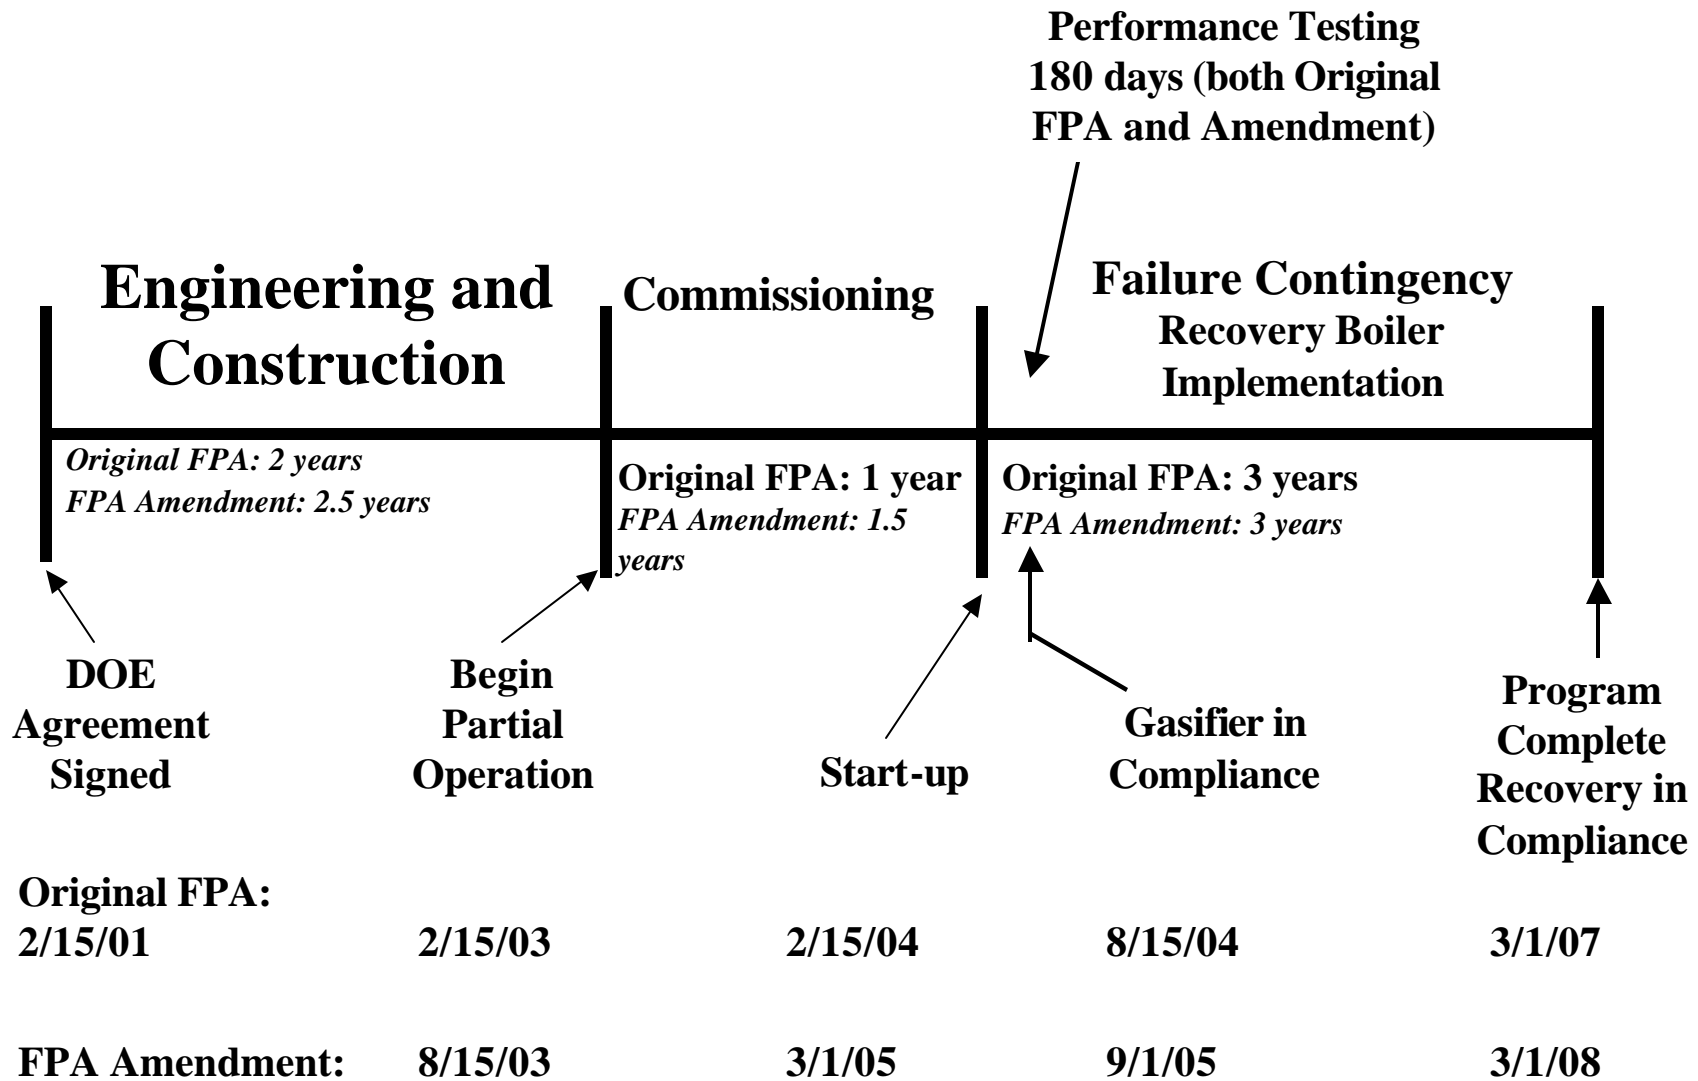 Performance Testing
180 days (both Original
FPA and Amendment)
Engineering and
Construction
Commissioning
Failure Contingency
Recovery Boiler
Implementation
Original FPA: 2 years
FPA Amendment: 2.5 years
Original FPA: 1 year
FPA Amendment: 1.5
years
Original FPA: 3 years
FPA Amendment: 3 years
DOE
Agreement
Signed
Begin
Partial
Operation
Start-up
Gasifier in
Compliance
Program
Complete
Recovery in
Compliance
Original FPA:
2/15/01 2/15/03 2/15/04 8/15/04 3/1/07
FPA Amendment: 8/15/03 3/1/05 9/1/05 3/1/08